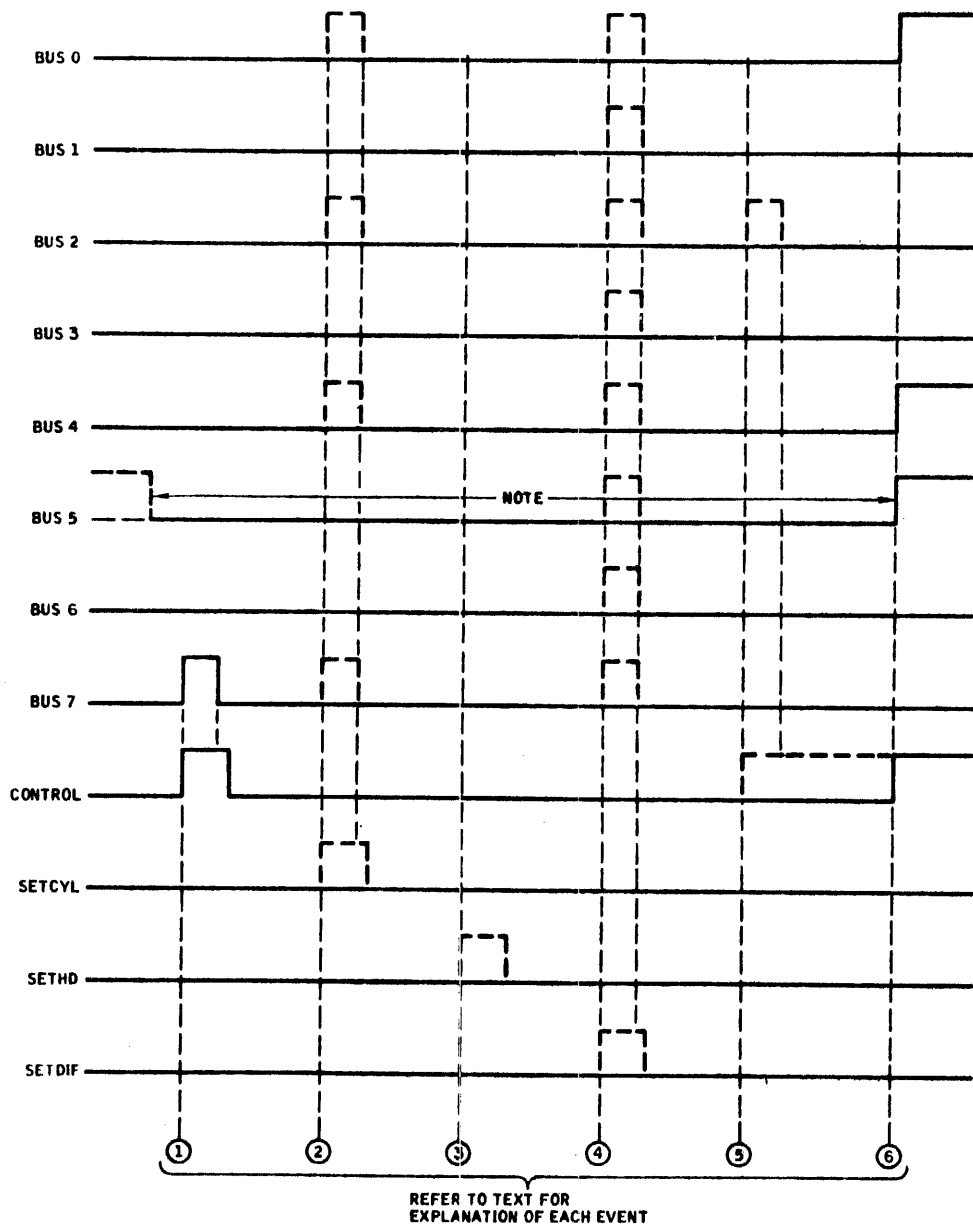 BUS 0
BUS 1
BUS 2
BUS 3
BUS 4
NOTE
BUS 5
BUS 6
BUS 7
CONTROL
SETCYL
SETHD
SETDIF
1 2 3 4 5 6
REFER TO TEXT FOR
EXPLANATION OF EACH EVENT